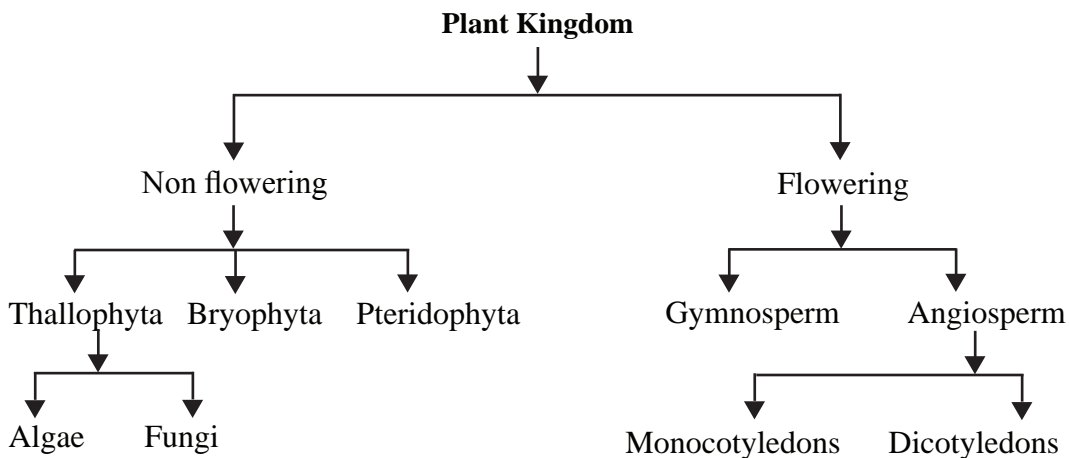 Plant Kingdom
Non flowering
Flowering
Thallophyta
Bryophyta
Pteridophyta
Gymnosperm
Angiosperm
Algae
Fungi
Monocotyledons
Dicotyledons